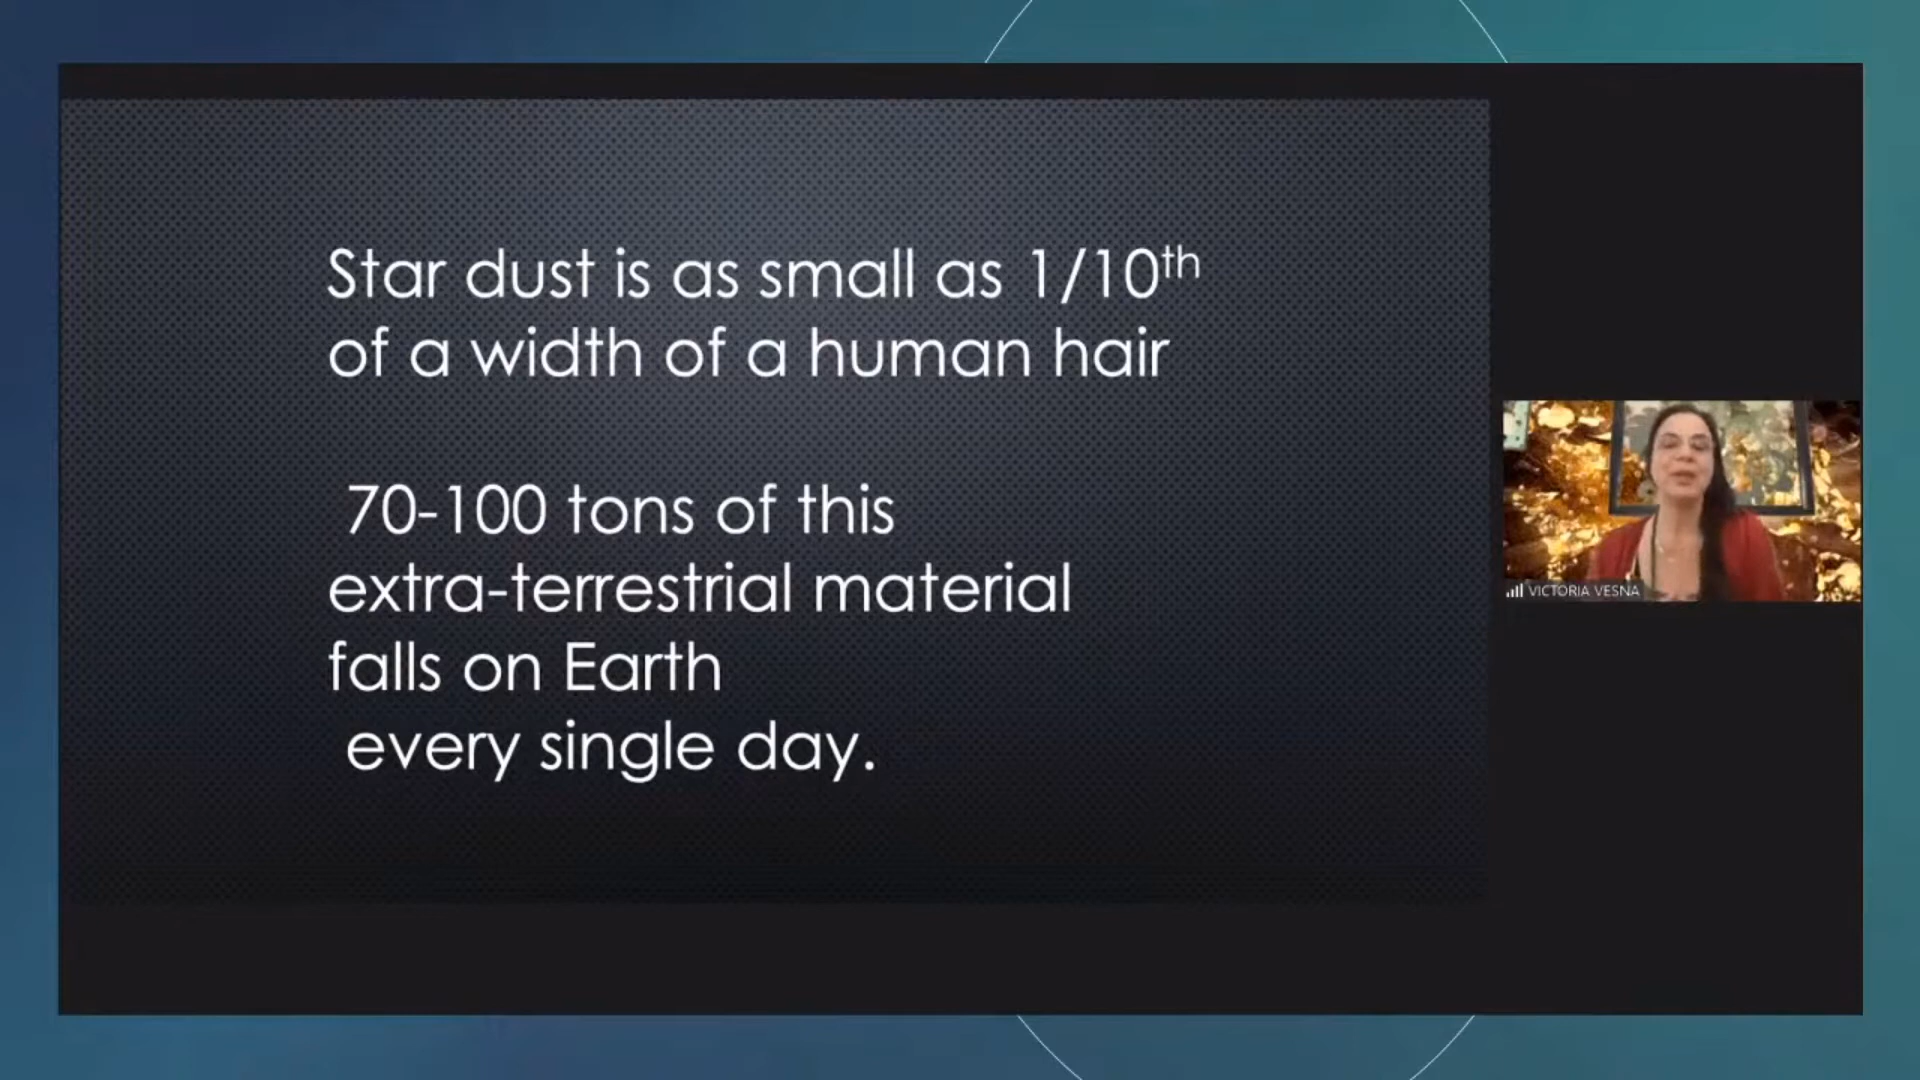 Star dust is as small as 1/10th
of a width of a human hair
70-100 tons of this
extra-terrestrial material
falls on Earth
every single day.
VICTORIA VESNA